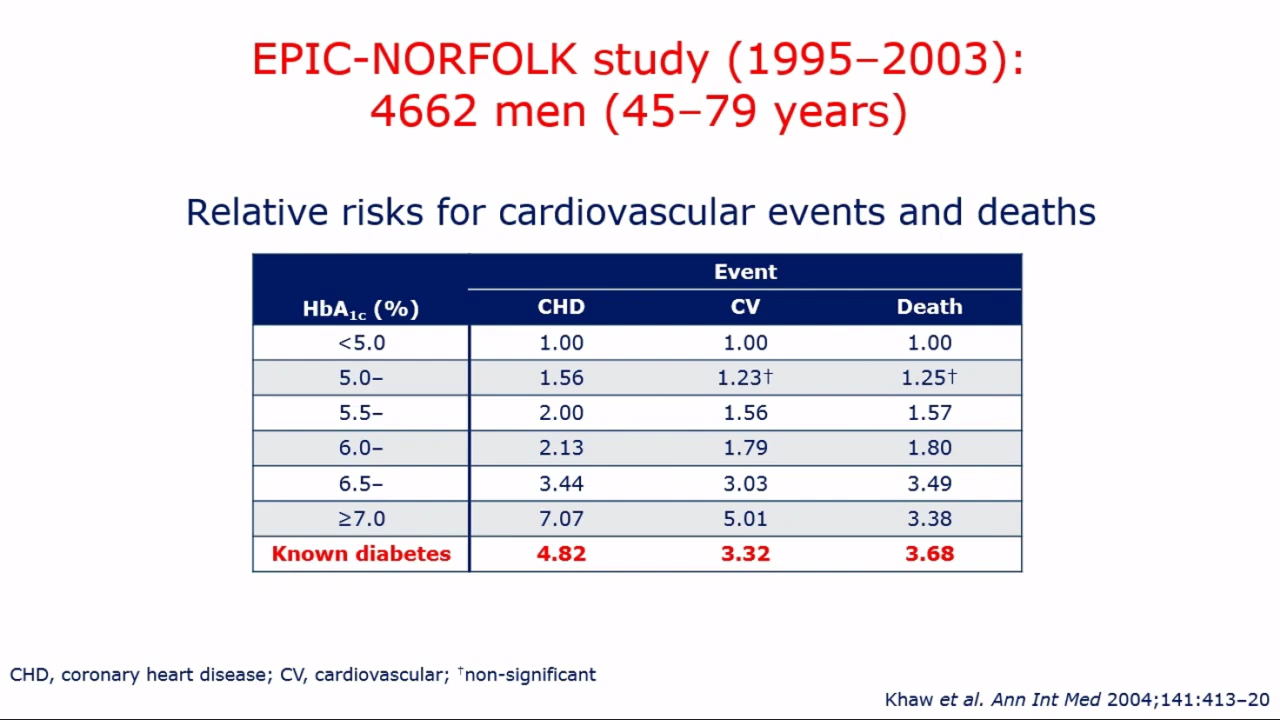 EPIC-NORFOLK study (1995–2003):
4662 men (45–79 years)
Relative risks for cardiovascular events and deaths
Event
HbA1c (%) CHD CV Death
<5.0 1.00 1.00 1.00
5.0– 1.56 1.23† 1.25†
5.5– 2.00 1.56 1.57
6.0– 2.13 1.79 1.80
6.5– 3.44 3.03 3.49
≥7.0 7.07 5.01 3.38
Known diabetes 4.82 3.32 3.68
CHD, coronary heart disease; CV, cardiovascular; †non-significant
Khaw et al. Ann Int Med 2004;141:413–20